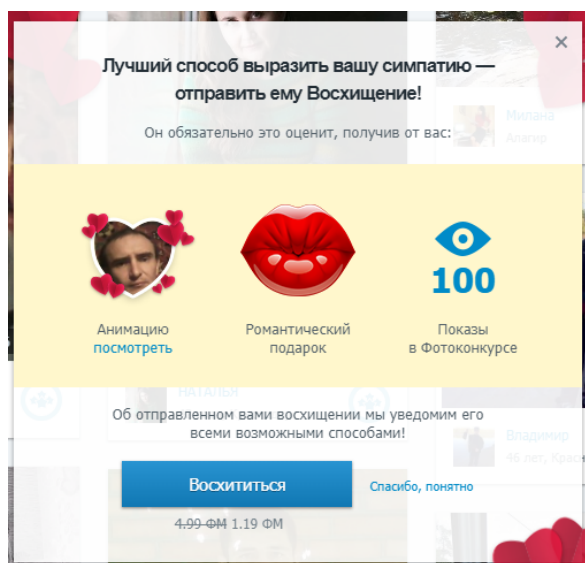 Лучший способ выразить вашу симпатию —
отправить ему Восхищение!
Он обязательно это оценит, получив от вас:
Милана
Алагир
100
Анимацию
посмотреть
Романтический
подарок
Показы
в Фотоконкурсе
НАТАЛЬЯ
Об отправленном вами восхищении мы уведомим его
всеми возможными способами!
Владимир
46 лет, Красн
Восхититься
Спасибо, понятно
4.99 ФМ 1.19 ФМ